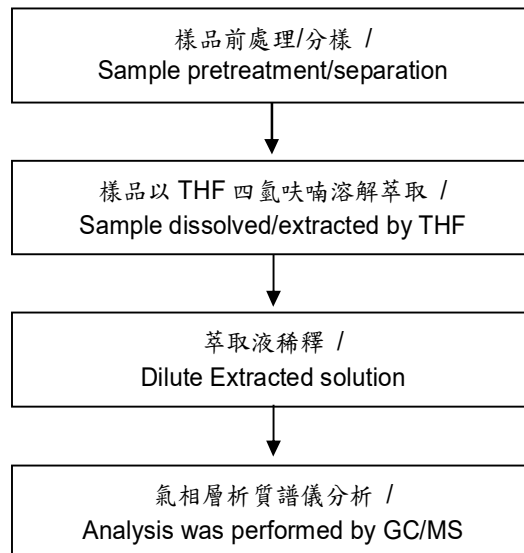 樣品前處理/分樣 /
Sample pretreatment/separation
樣品以 THF 四氫呋喃溶解萃取 /
Sample dissolved/extracted by THF
萃取液稀釋 /
Dilute Extracted solution
氣相層析質譜儀分析 /
Analysis was performed by GC/MS